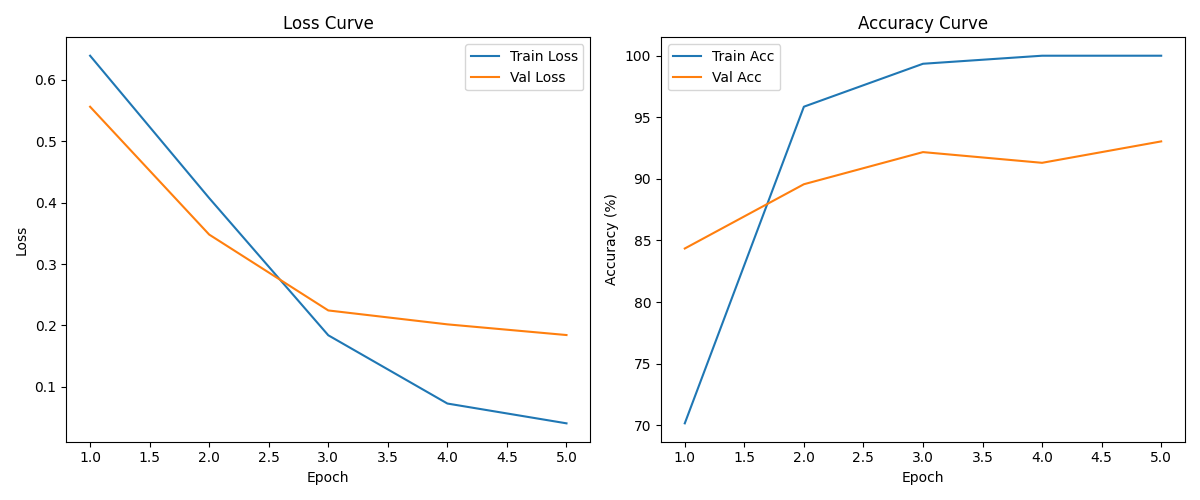 Loss Curve
Train Loss
Val Loss
0.6
0.5
0.4
0.3
0.2
0.1
Loss
1.0 1.5 2.0 2.5 3.0 3.5 4.0 4.5 5.0
Epoch
Accuracy Curve
Train Acc
Val Acc
100
95
90
85
80
75
70
Accuracy (%)
1.0 1.5 2.0 2.5 3.0 3.5 4.0 4.5 5.0
Epoch